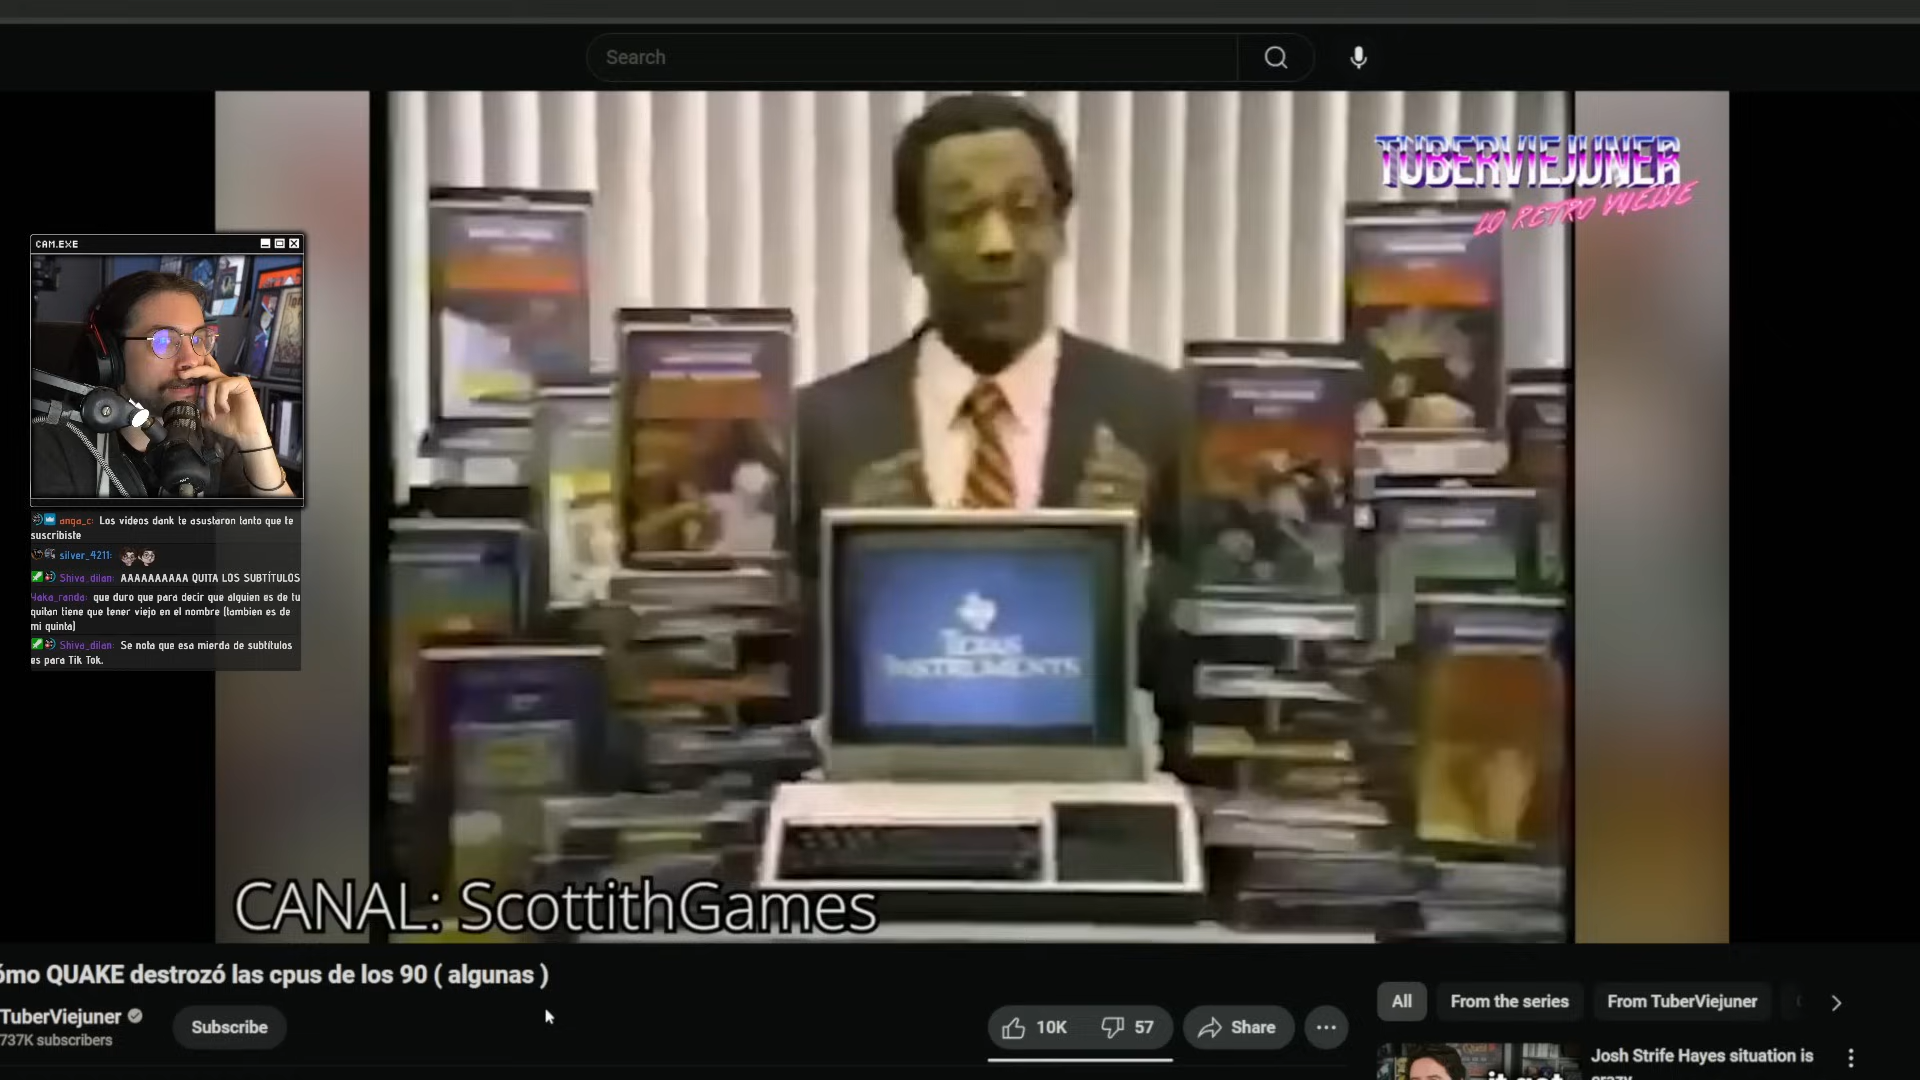 Search
TUBERVIEJUNER
LO RETRO VUELVE
CAM.EXE
anga_c: Los videos dank te asustaron tanto que te
suscribiste
silver_4211:
Shiva_dilan: AAAAAAAAAA QUITA LOS SUBTÍTULOS
Yaka_randa: que duro que para decir que alguien es de tu
quitan tiene que tener viejo en el nombre (tambien es de
mi quinta)
Shiva_dilan: Se nota que esa mierda de subtítulos
es para Tik Tok.
TEXAS
INSTRUMENTS
CANAL: ScottithGames
ómo QUAKE destrozó las cpus de los 90 ( algunas )
TuberViejuner
737K subscribers
Subscribe
10K
57
Share
All
From the series
From TuberViejuner
Josh Strife Hayes situation is